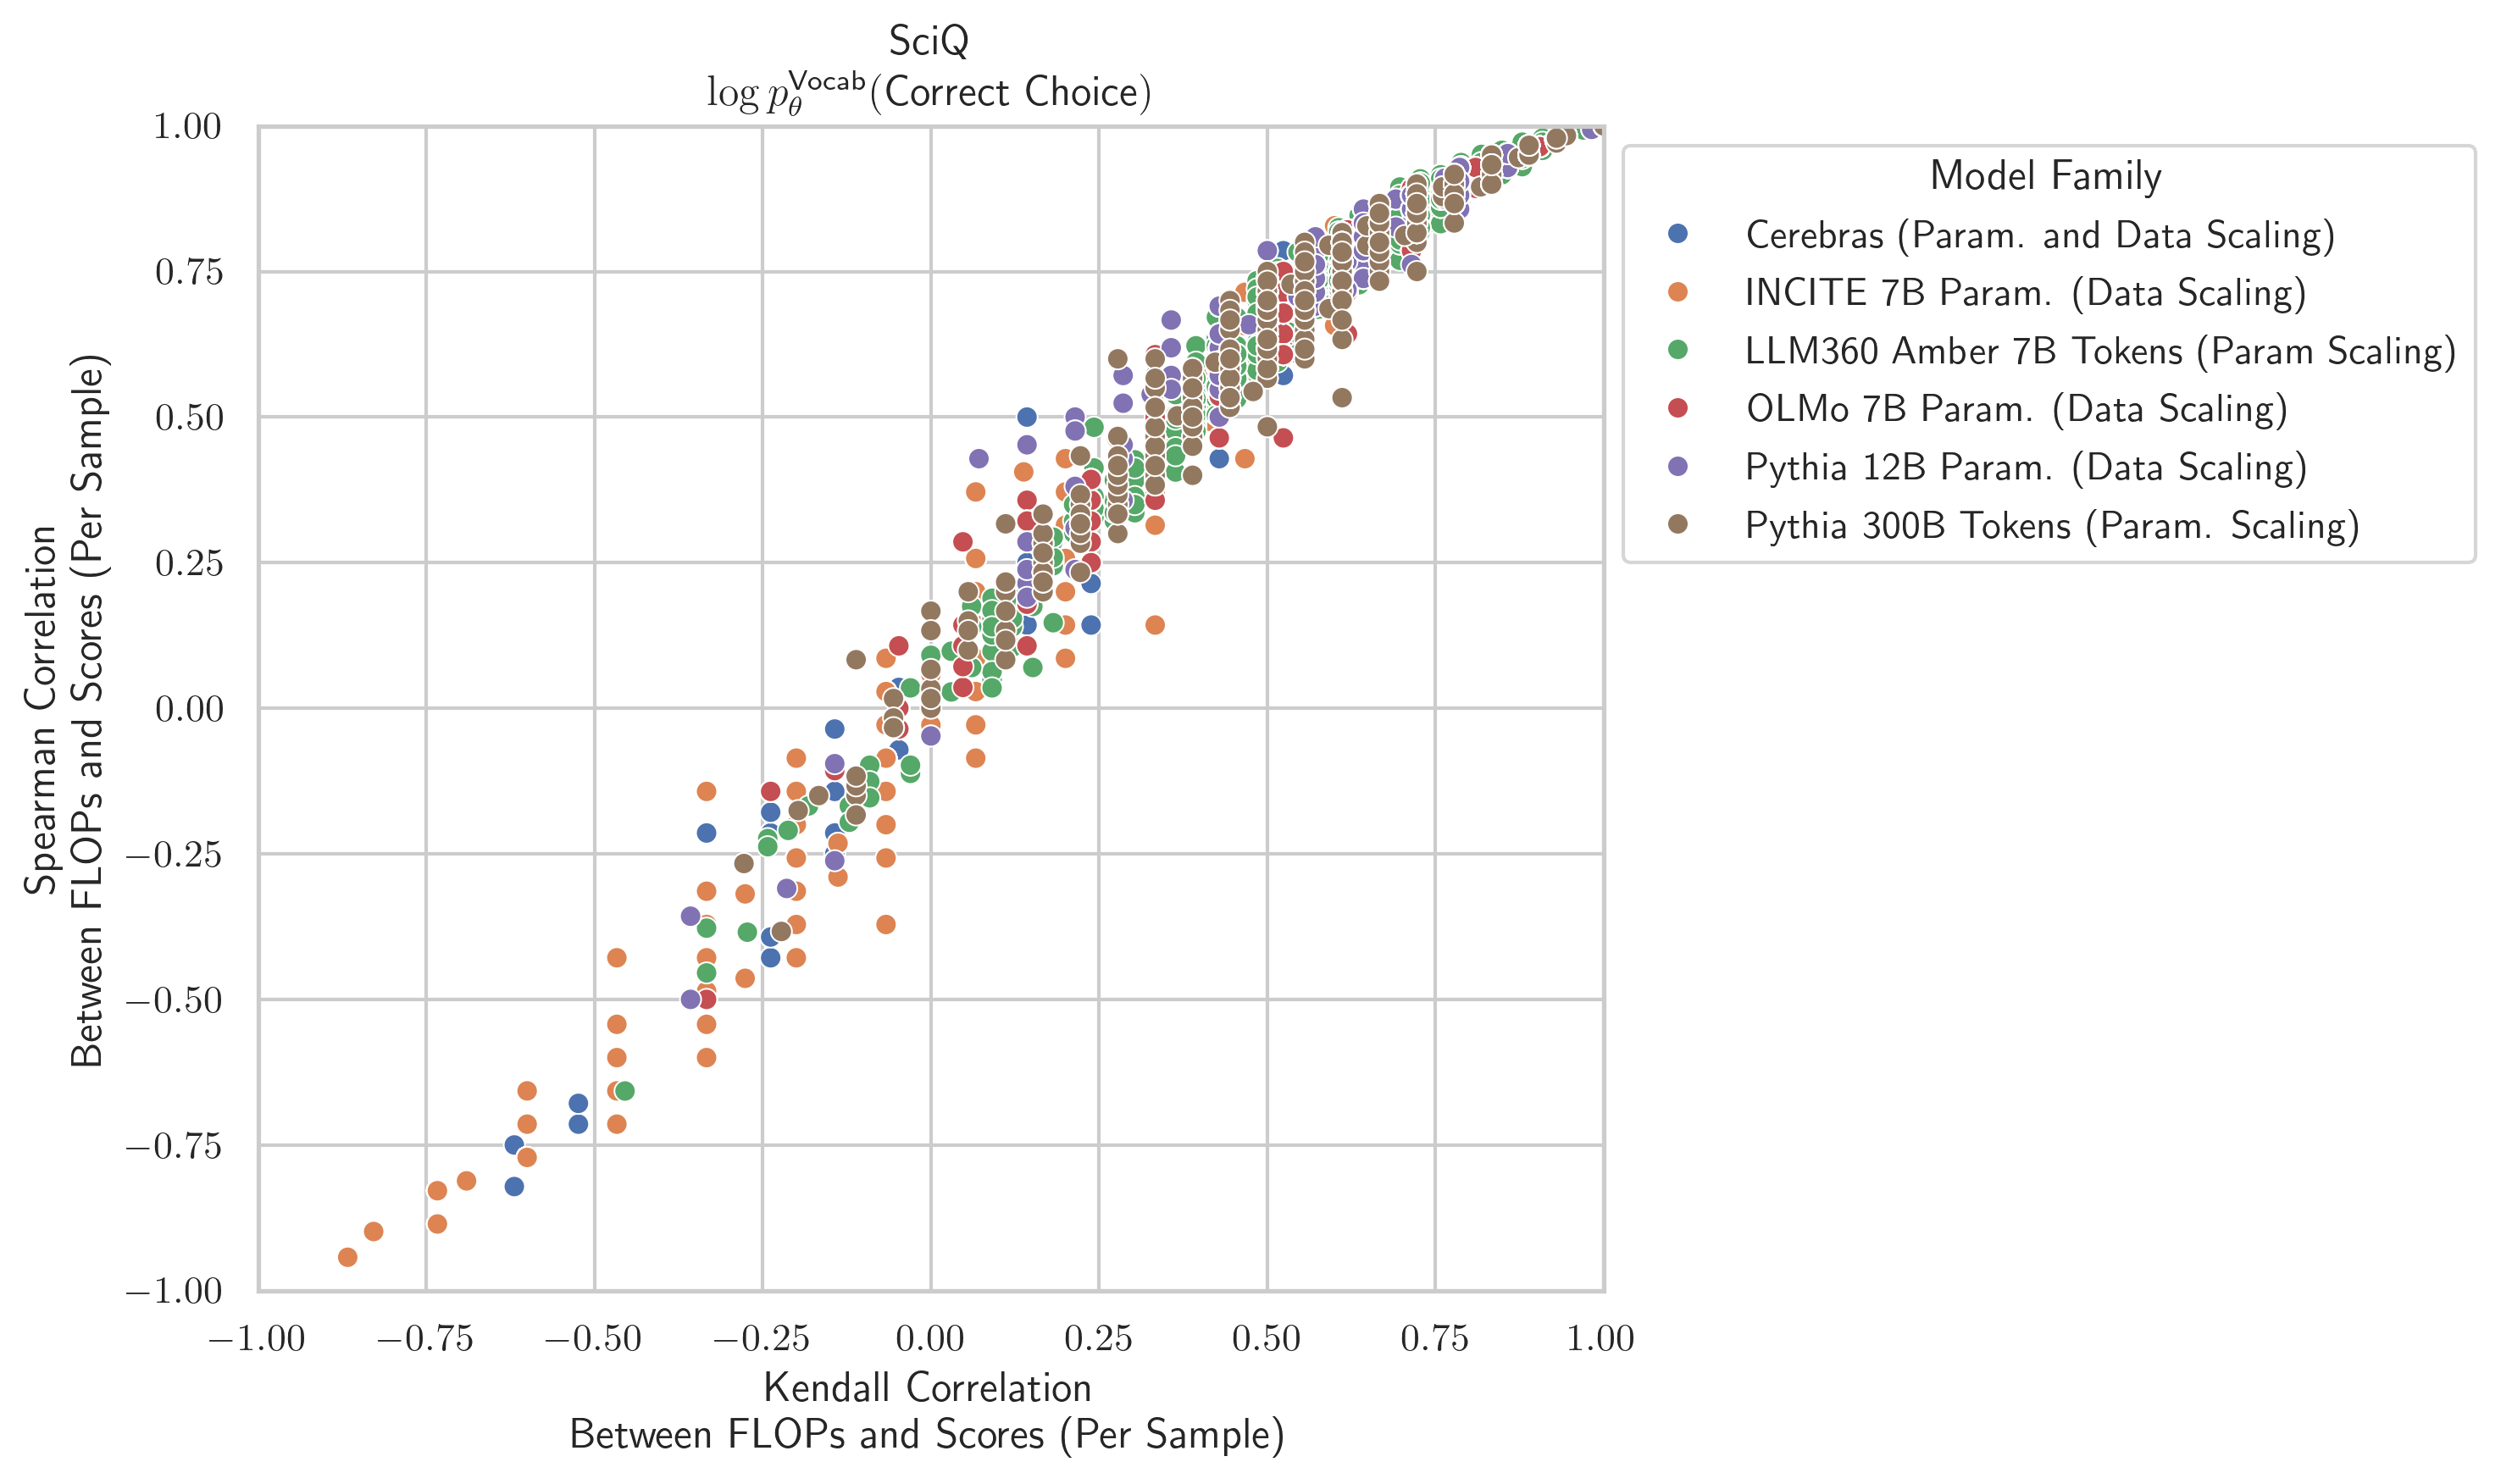 SciQ
log p_θ^Vocab(Correct Choice)
1.00
0.75
0.50
0.25
0.00
−0.25
−0.50
−0.75
−1.00
Spearman Correlation
Between FLOPs and Scores (Per Sample)
−1.00 −0.75 −0.50 −0.25 0.00 0.25 0.50 0.75 1.00
Kendall Correlation
Between FLOPs and Scores (Per Sample)
Model Family
Cerebras (Param. and Data Scaling)
INCITE 7B Param. (Data Scaling)
LLM360 Amber 7B Tokens (Param Scaling)
OLMo 7B Param. (Data Scaling)
Pythia 12B Param. (Data Scaling)
Pythia 300B Tokens (Param. Scaling)